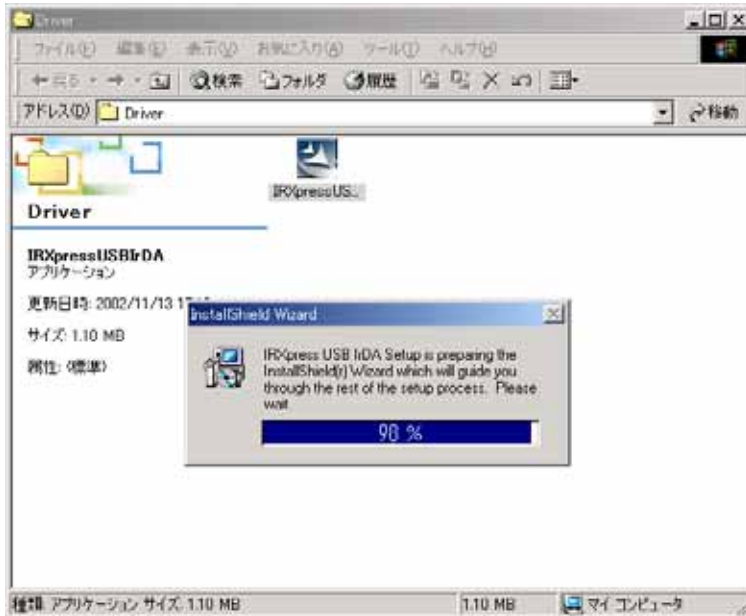 Driver
ファイル(F) 編集(E) 表示(V) お気に入り(A) ツール(T) ヘルプ(H)
戻る 検索 フォルダ 履歴
アドレス(D) Driver 移動
IRXpressUS...
Driver
IRXpressUSBIrDA
アプリケーション
更新日時: 2002/11/13
サイズ: 1.10 MB
属性: (標準)
InstallShield Wizard
IRXpress USB IrDA Setup is preparing the
InstallShield(r) Wizard which will guide you
through the rest of the setup process. Please
wait
98 %
種類: アプリケーション サイズ: 1.10 MB 1.10 MB マイ コンピュータ